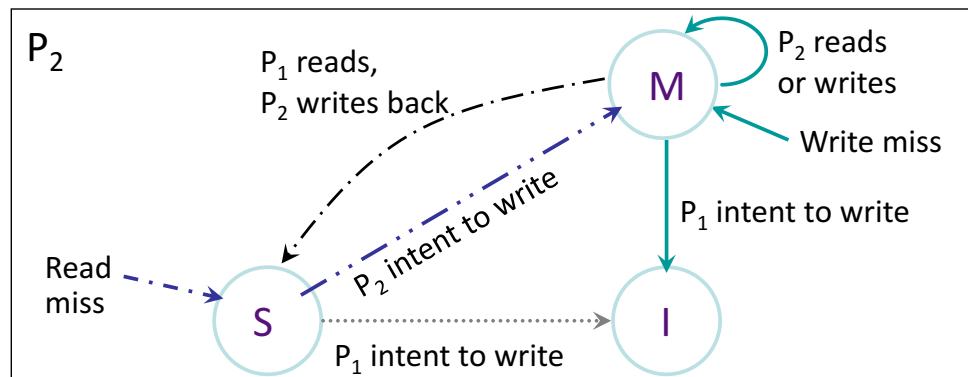 P₂
P₁ reads,
P₂ writes back
M
P₂ reads
or writes
Write miss
P₂ intent to write
P₁ intent to write
Read
miss
S
I
P₁ intent to write